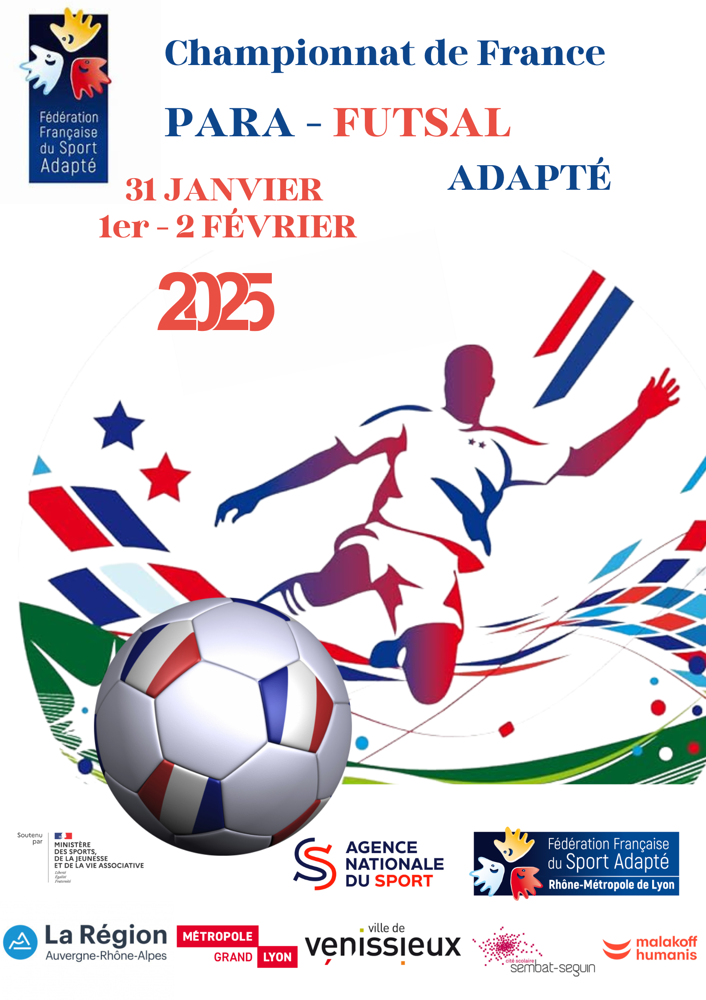 Championnat de France
PARA - FUTSAL
ADAPTÉ
Fédération
Française
du Sport
Adapté
31 JANVIER
1er - 2 FÉVRIER
2025
Soutenu
par
MINISTÈRE
DES SPORTS,
DE LA JEUNESSE
ET DE LA VIE ASSOCIATIVE
Liberté
Égalité
Fraternité
AGENCE
NATIONALE
DU SPORT
Fédération Française
du Sport Adapté
Rhône-Métropole de Lyon
La Région
Auvergne-Rhône-Alpes
MÉTROPOLE
GRAND LYON
ville de
vénissieux
cité scolaire
sembat-seguin
malakoff
humanis